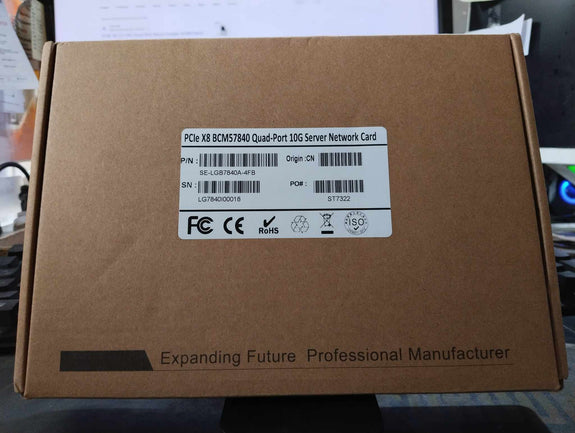 PCIe X8 BCM57840 Quad-Port 10G Server Network Card
P/N : Origin :CN
SE-LGB7840A-4FB
SN : PO# :
LG7840I00018 ST7322
FC CE RoHS ISO
Expanding Future Professional Manufacturer